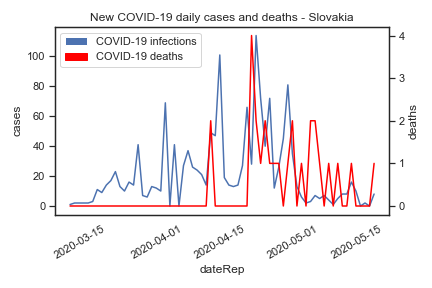 New COVID-19 daily cases and deaths - Slovakia
COVID-19 infections
COVID-19 deaths
cases
deaths
100
80
60
40
20
0
4
3
2
1
0
2020-03-15
2020-04-01
2020-04-15
2020-05-01
2020-05-15
dateRep